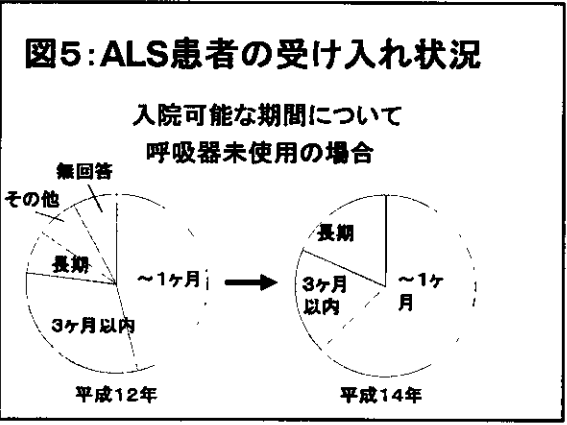 図5:ALS患者の受け入れ状況
入院可能な期間について
呼吸器未使用の場合
無回答
その他
長期
~1ヶ月
3ヶ月以内
平成12年
長期
3ヶ月
以内
~1ヶ
月
平成14年